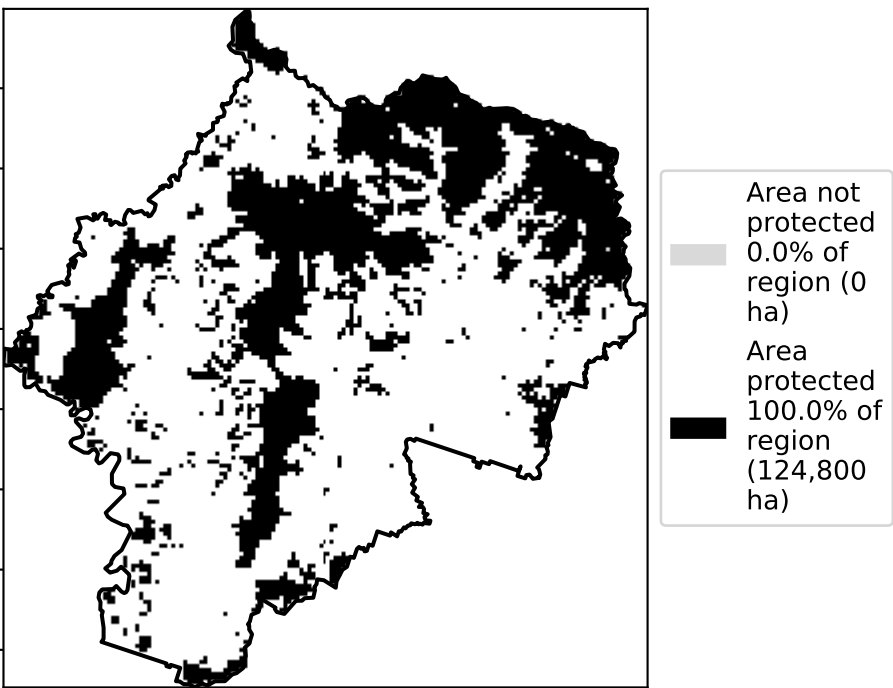 Area not
protected
0.0% of
region (0
ha)
Area
protected
100.0% of
region
(124,800
ha)